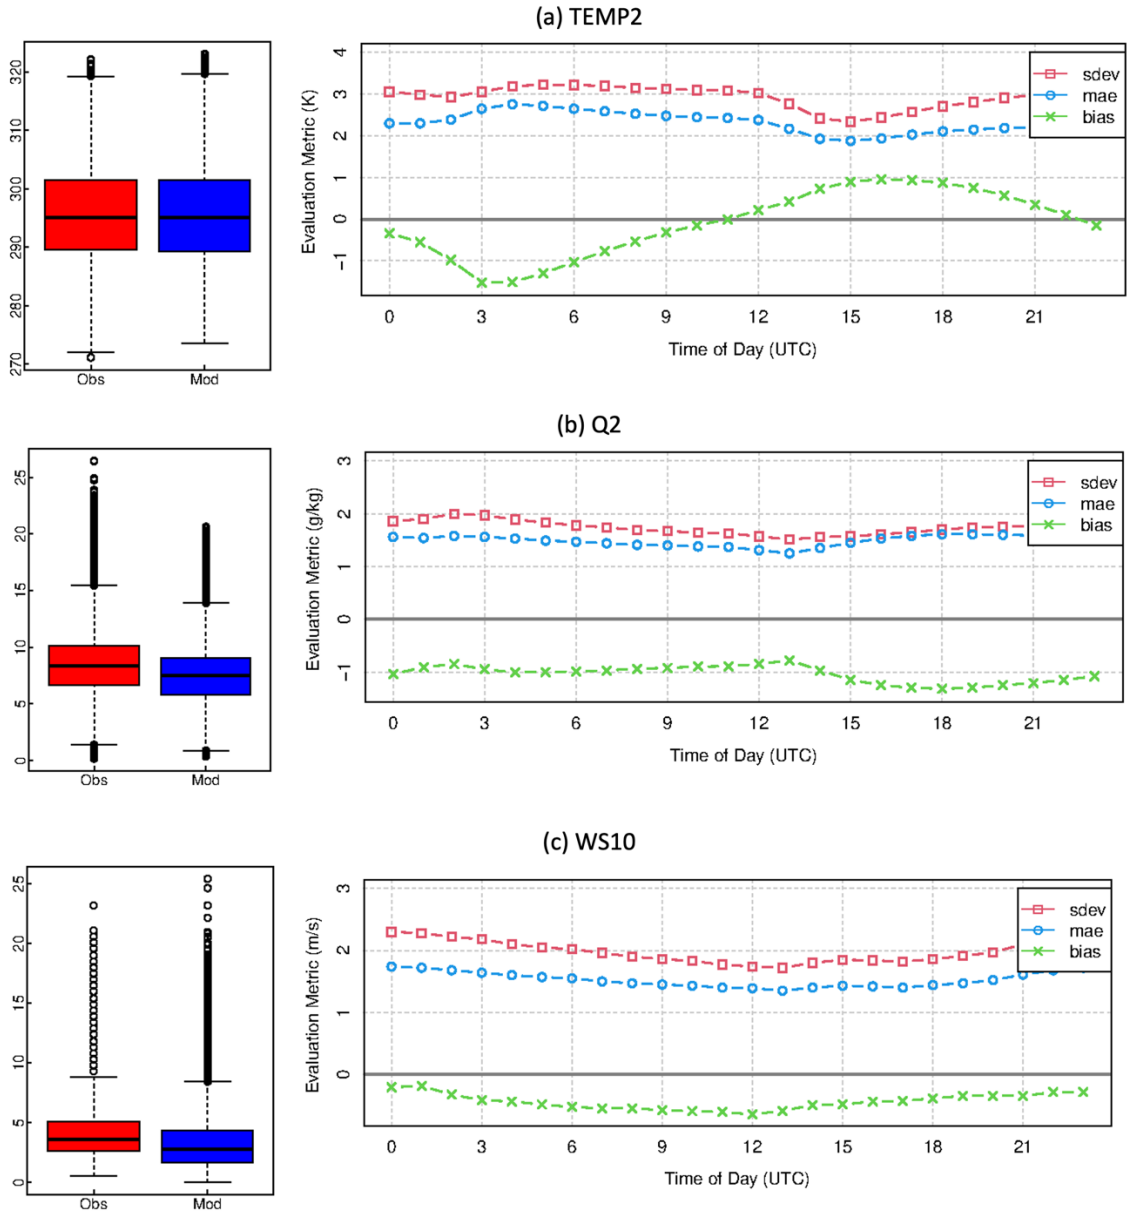 (a) TEMP2
320
310
300
290
280
270
Obs
Mod
Evaluation Metric (K)
4
3
2
1
0
−1
0
3
6
9
12
15
18
21
Time of Day (UTC)
sdev
mae
bias
(b) Q2
25
20
15
10
5
0
Obs
Mod
Evaluation Metric (g/kg)
3
2
1
0
−1
0
3
6
9
12
15
18
21
Time of Day (UTC)
sdev
mae
bias
(c) WS10
25
20
15
10
5
0
Obs
Mod
Evaluation Metric (m/s)
3
2
1
0
0
3
6
9
12
15
18
21
Time of Day (UTC)
sdev
mae
bias